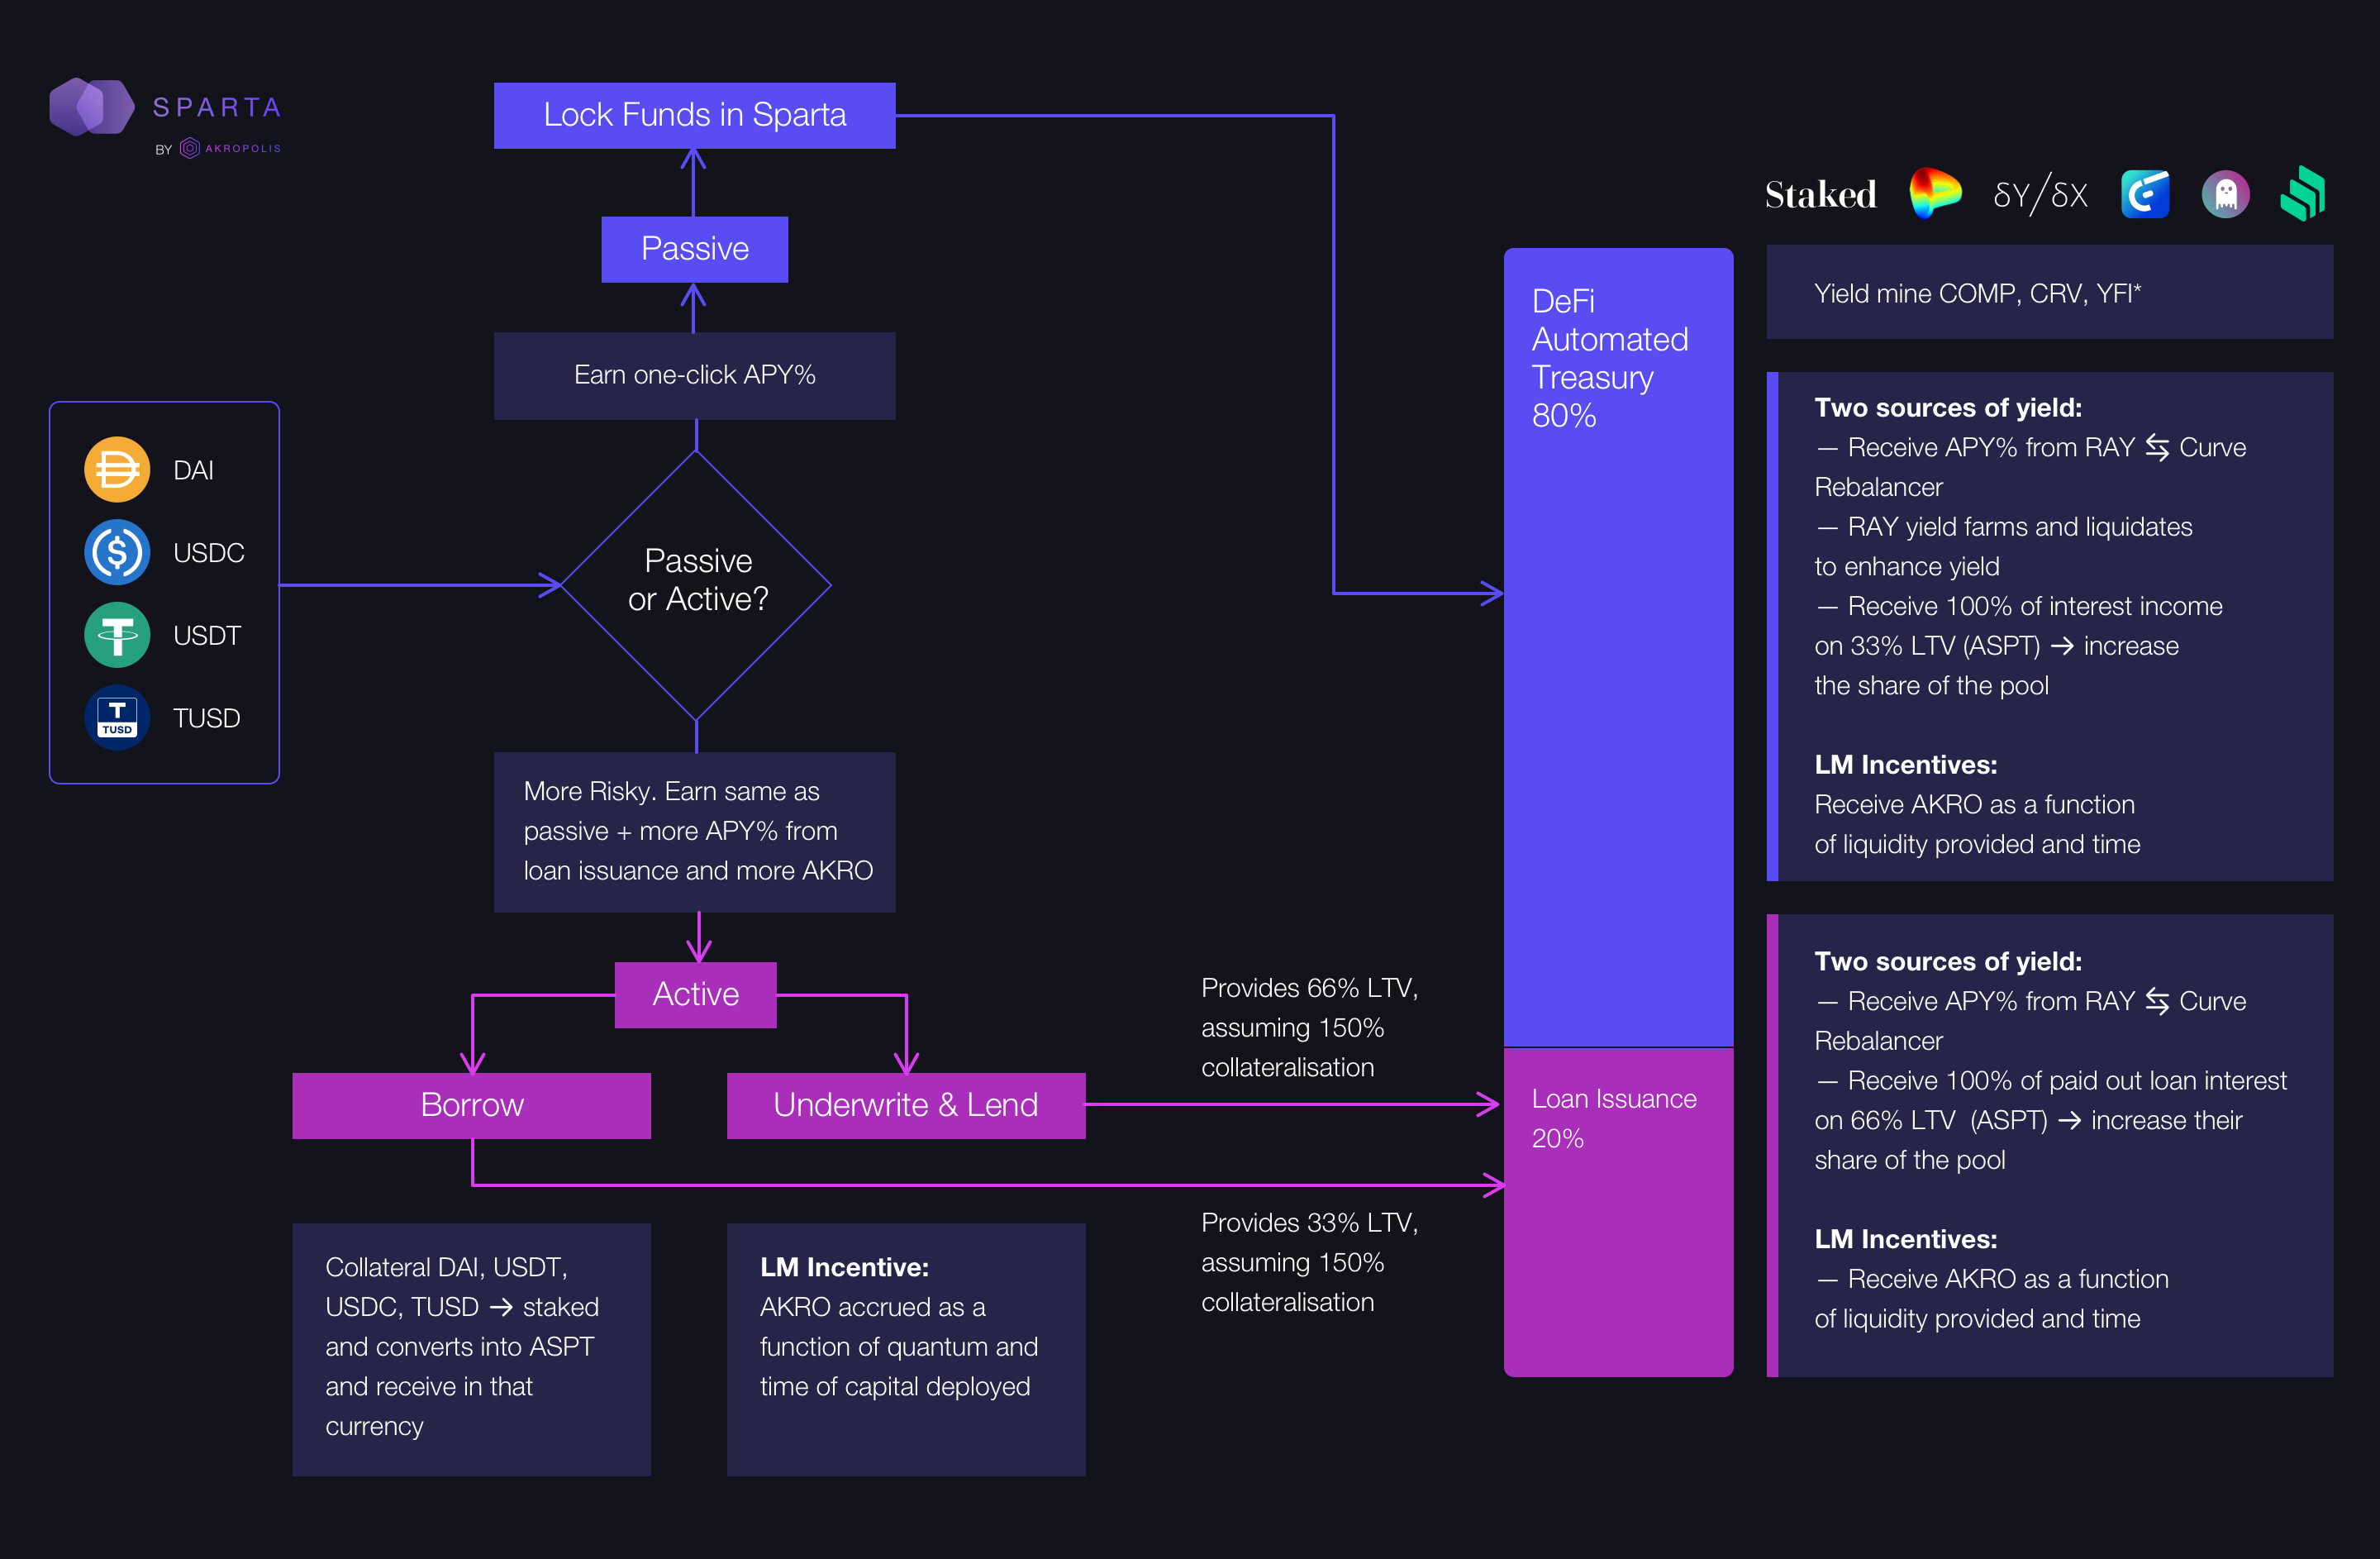 SPARTA
BY AKROPOLIS
Lock Funds in Sparta
Passive
Earn one-click APY%
DAI
USDC
USDT
T
TUSD
TUSD
Passive
or Active?
More Risky. Earn same as
passive + more APY% from
loan issuance and more AKRO
Active
Borrow
Underwrite & Lend
Collateral DAI, USDT,
USDC, TUSD → staked
and converts into ASPT
and receive in that
currency
LM Incentive:
AKRO accrued as a
function of quantum and
time of capital deployed
Provides 66% LTV,
assuming 150%
collateralisation
Provides 33% LTV,
assuming 150%
collateralisation
DeFi
Automated
Treasury
80%
Loan Issuance
20%
Staked
δY/δX
Yield mine COMP, CRV, YFI*
Two sources of yield:
— Receive APY% from RAY ⇆ Curve
Rebalancer
— RAY yield farms and liquidates
to enhance yield
— Receive 100% of interest income
on 33% LTV (ASPT) → increase
the share of the pool
LM Incentives:
Receive AKRO as a function
of liquidity provided and time
Two sources of yield:
— Receive APY% from RAY ⇆ Curve
Rebalancer
— Receive 100% of paid out loan interest
on 66% LTV (ASPT) → increase their
share of the pool
LM Incentives:
— Receive AKRO as a function
of liquidity provided and time